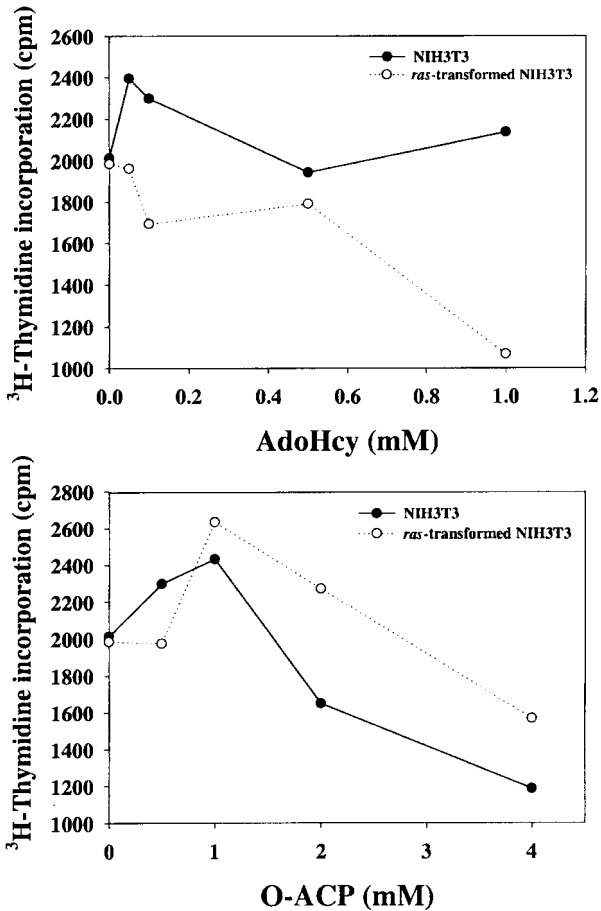 ³H-Thymidine incorporation (cpm)
2600
2400
2200
2000
1800
1600
1400
1200
1000
NIH3T3
ras-transformed NIH3T3
0.0 0.2 0.4 0.6 0.8 1.0 1.2
AdoHcy (mM)
³H-Thymidine incorporation (cpm)
2800
2600
2400
2200
2000
1800
1600
1400
1200
1000
NIH3T3
ras-transformed NIH3T3
0 1 2 3 4
O-ACP (mM)